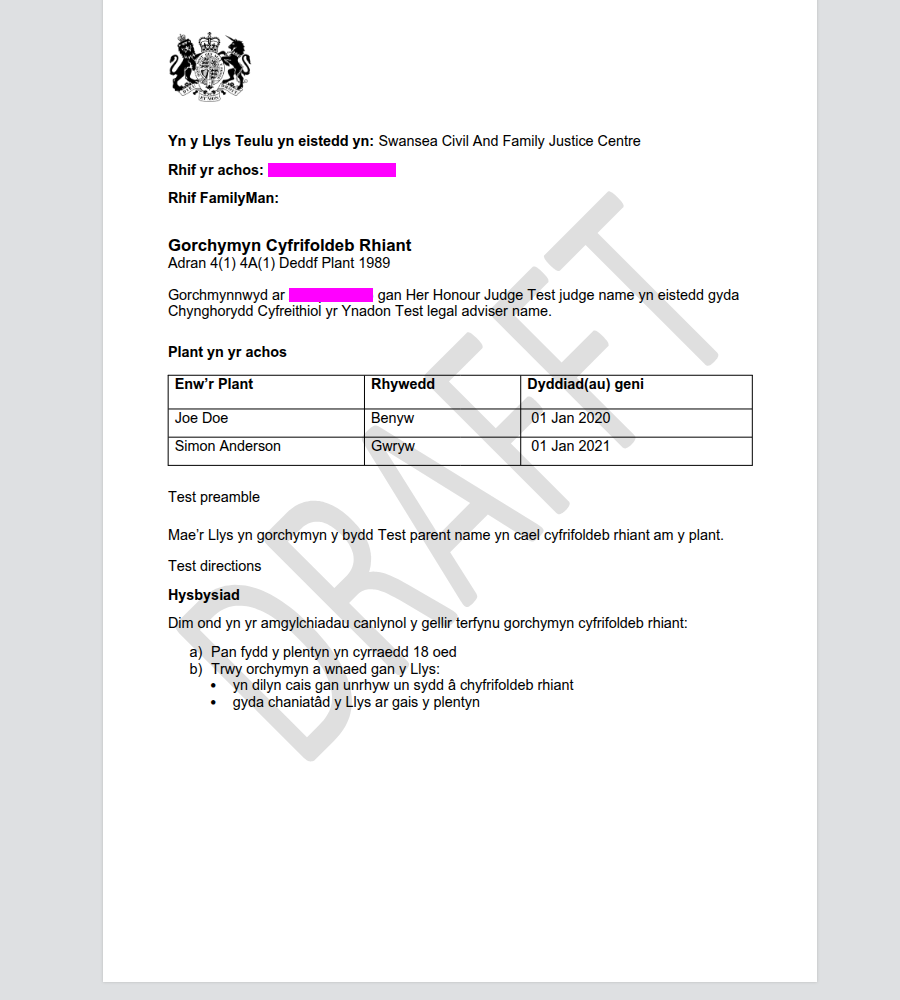 Yn y Llys Teulu yn eistedd yn: Swansea Civil And Family Justice Centre
Rhif yr achos:
Rhif FamilyMan:
Gorchymyn Cyfrifoldeb Rhiant
Adran 4(1) 4A(1) Deddf Plant 1989
Gorchmynnwyd ar gan Her Honour Judge Test judge name yn eistedd gyda
Chynghorydd Cyfreithiol yr Ynadon Test legal adviser name.
Plant yn yr achos
Enw’r Plant Rhywedd Dyddiad(au) geni
Joe Doe Benyw 01 Jan 2020
Simon Anderson Gwryw 01 Jan 2021
Test preamble
Mae’r Llys yn gorchymyn y bydd Test parent name yn cael cyfrifoldeb rhiant am y plant.
Test directions
Hysbysiad
Dim ond yn yr amgylchiadau canlynol y gellir terfynu gorchymyn cyfrifoldeb rhiant:
a) Pan fydd y plentyn yn cyrraedd 18 oed
b) Trwy orchymyn a wnaed gan y Llys:
• yn dilyn cais gan unrhyw un sydd â chyfrifoldeb rhiant
• gyda chaniatâd y Llys ar gais y plentyn
DRAFFT